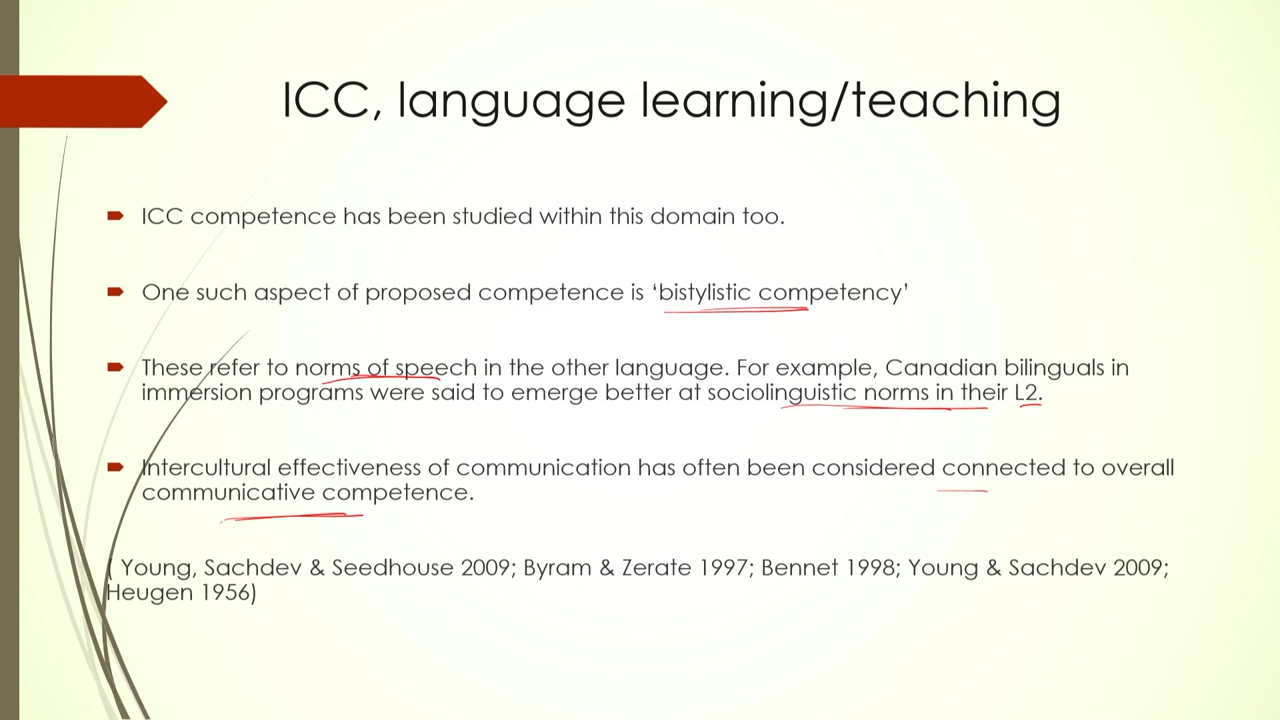 ICC, language learning/teaching
ICC competence has been studied within this domain too.
One such aspect of proposed competence is ‘bistylistic competency’
These refer to norms of speech in the other language. For example, Canadian bilinguals in
immersion programs were said to emerge better at sociolinguistic norms in their L2.
Intercultural effectiveness of communication has often been considered connected to overall
communicative competence.
( Young, Sachdev & Seedhouse 2009; Byram & Zerate 1997; Bennet 1998; Young & Sachdev 2009;
Heugen 1956)